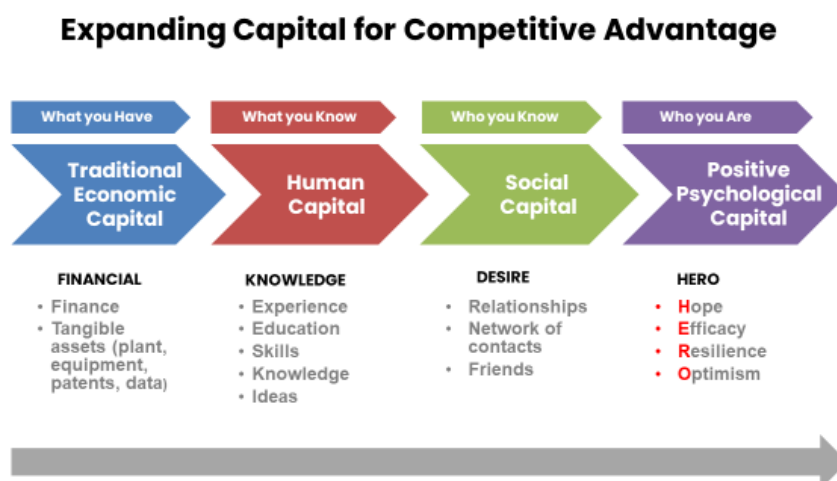 Expanding Capital for Competitive Advantage
What you Have
What you Know
Who you Know
Who you Are
Traditional
Economic
Capital
Human
Capital
Social
Capital
Positive
Psychological
Capital
FINANCIAL
• Finance
• Tangible
assets (plant,
equipment,
patents, data)
KNOWLEDGE
• Experience
• Education
• Skills
• Knowledge
• Ideas
DESIRE
• Relationships
• Network of
contacts
• Friends
HERO
• Hope
• Efficacy
• Resilience
• Optimism